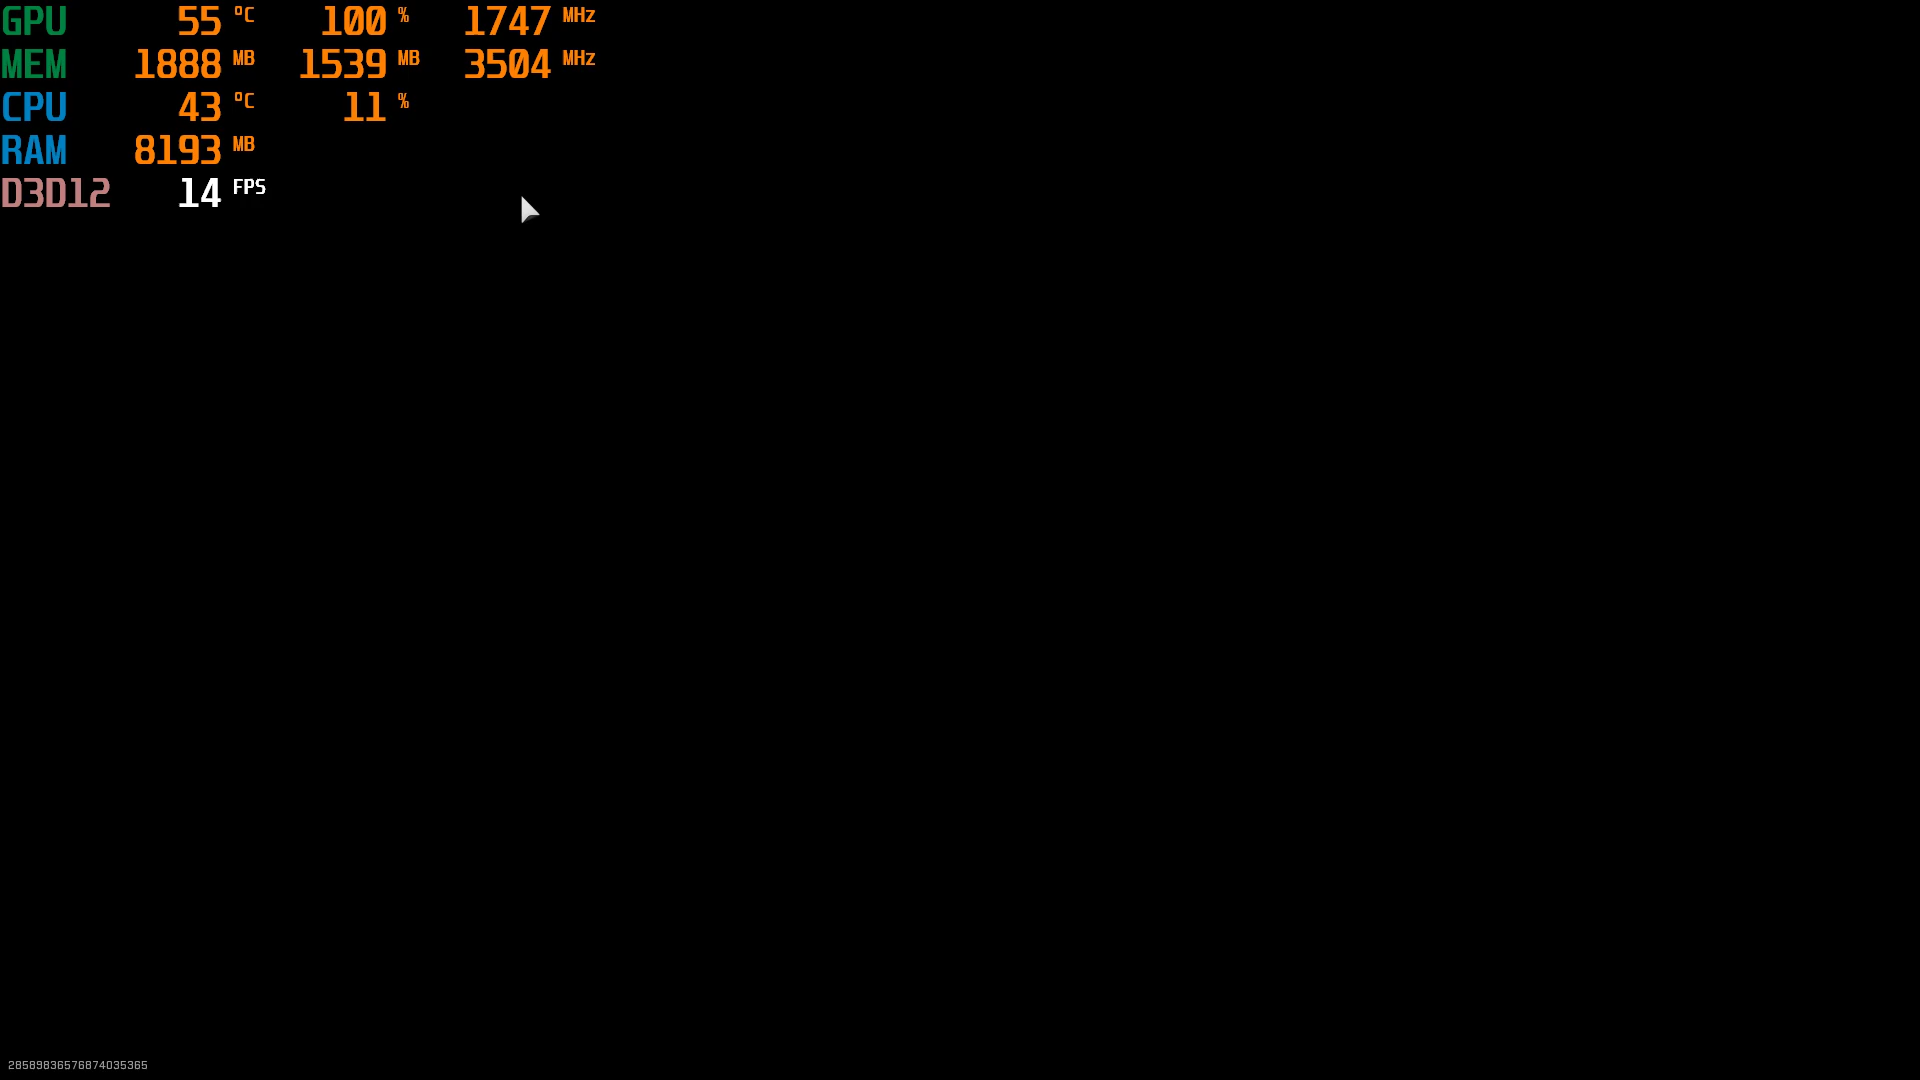 GPU 55 °C 100 % 1747 MHz
MEM 1888 MB 1539 MB 3504 MHz
CPU 43 °C 11 %
RAM 8193 MB
D3D12 14 FPS
28589836576874035365